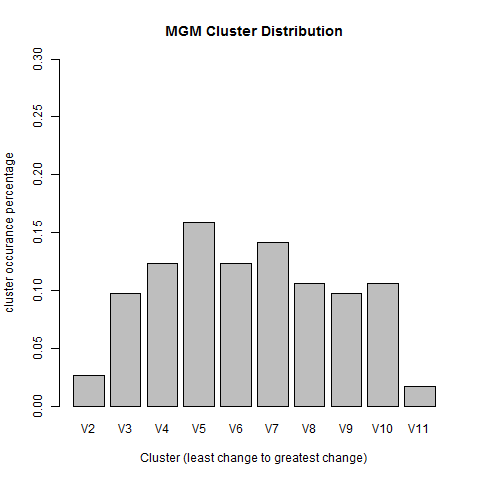 MGM Cluster Distribution
cluster occurance percentage
0.30
0.25
0.20
0.15
0.10
0.05
0.00
V2 V3 V4 V5 V6 V7 V8 V9 V10 V11
Cluster (least change to greatest change)